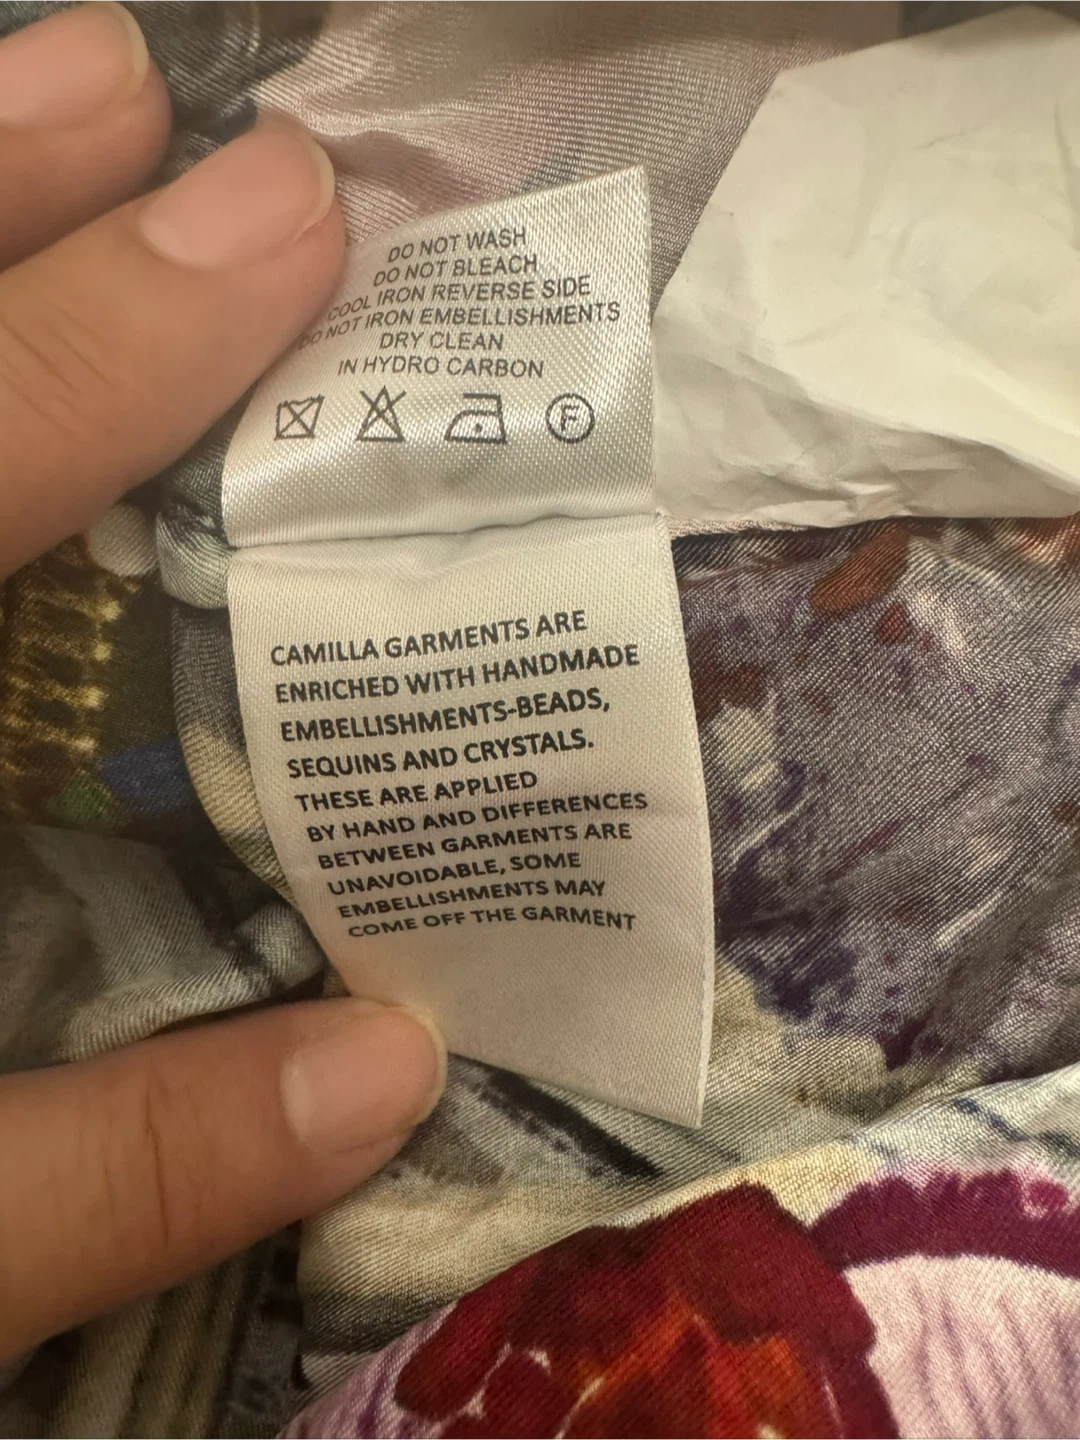 DO NOT WASH
DO NOT BLEACH
COOL IRON REVERSE SIDE
DO NOT IRON EMBELLISHMENTS
DRY CLEAN
IN HYDRO CARBON
F
CAMILLA GARMENTS ARE
ENRICHED WITH HANDMADE
EMBELLISHMENTS-BEADS,
SEQUINS AND CRYSTALS.
THESE ARE APPLIED
BY HAND AND DIFFERENCES
BETWEEN GARMENTS ARE
UNAVOIDABLE, SOME
EMBELLISHMENTS MAY
COME OFF THE GARMENT